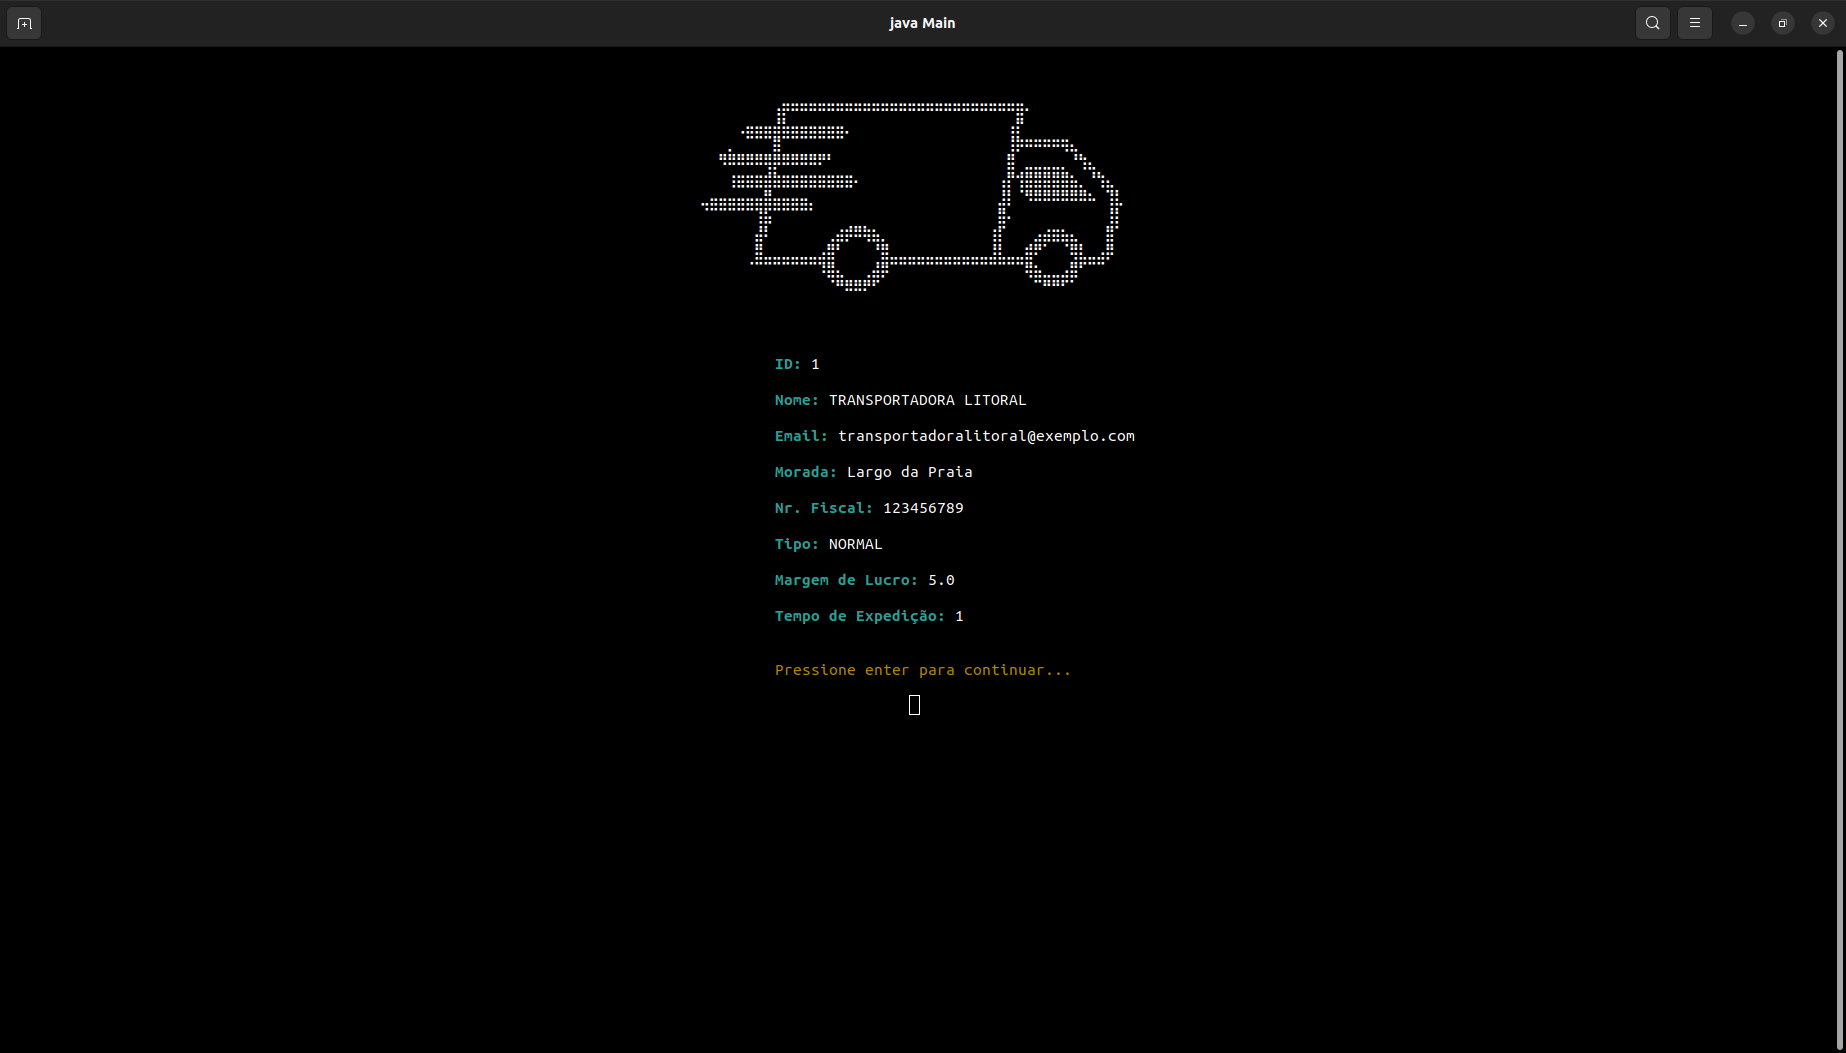 java Main
ID: 1
Nome: TRANSPORTADORA LITORAL
Email: transportadoralitoral@exemplo.com
Morada: Largo da Praia
Nr. Fiscal: 123456789
Tipo: NORMAL
Margem de Lucro: 5.0
Tempo de Expedição: 1
Pressione enter para continuar...